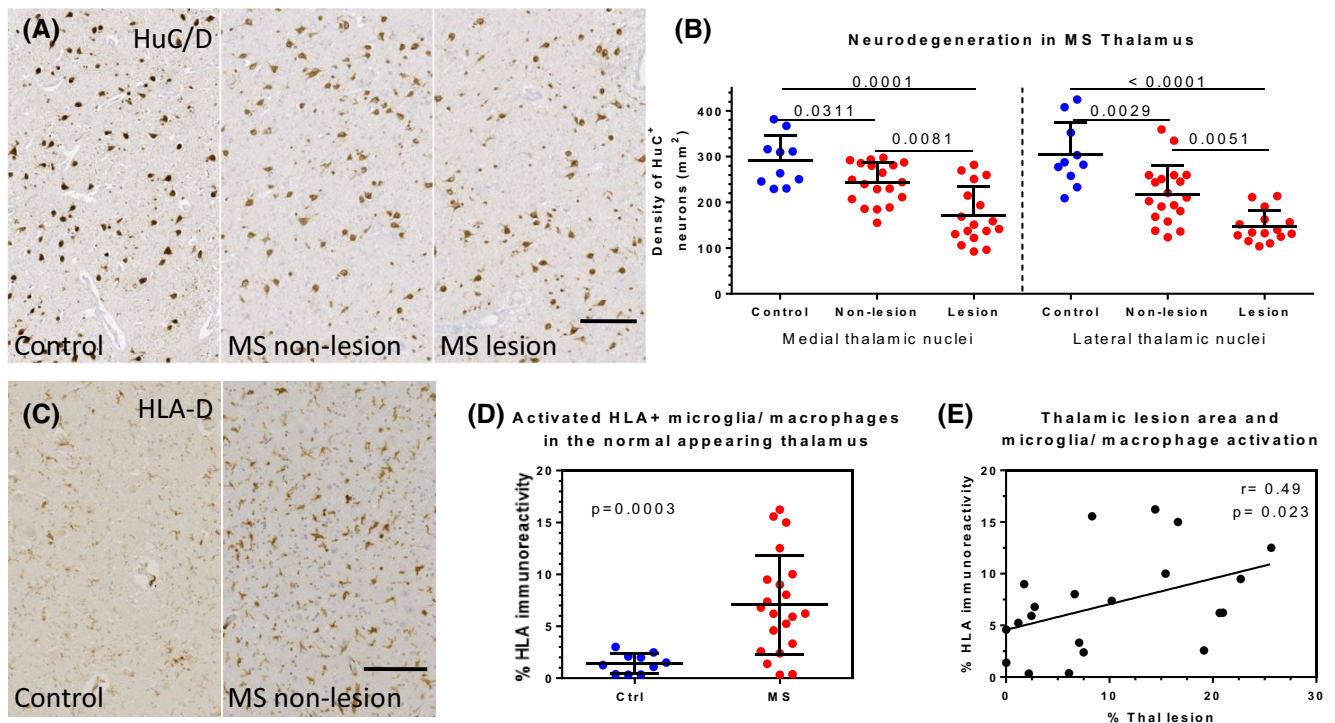 (A)
HuC/D
Control
MS non-lesion
MS lesion
(B)
Neurodegeneration in MS Thalamus
Density of HuC+
neurons (mm2)
400
300
200
100
0
0.0001
0.0311
0.0081
< 0.0001
0.0029
0.0051
Control
Non-lesion
Lesion
Control
Non-lesion
Lesion
Medial thalamic nuclei
Lateral thalamic nuclei
(C)
HLA-D
Control
MS non-lesion
(D)
Activated HLA+ microglia/ macrophages
in the normal appearing thalamus
% HLA immunoreactivity
20
15
10
5
0
p=0.0003
Ctrl
MS
(E)
Thalamic lesion area and
microglia/ macrophage activation
% HLA immunoreactivity
20
15
10
5
0
r= 0.49
p= 0.023
0
10
20
30
% Thal lesion